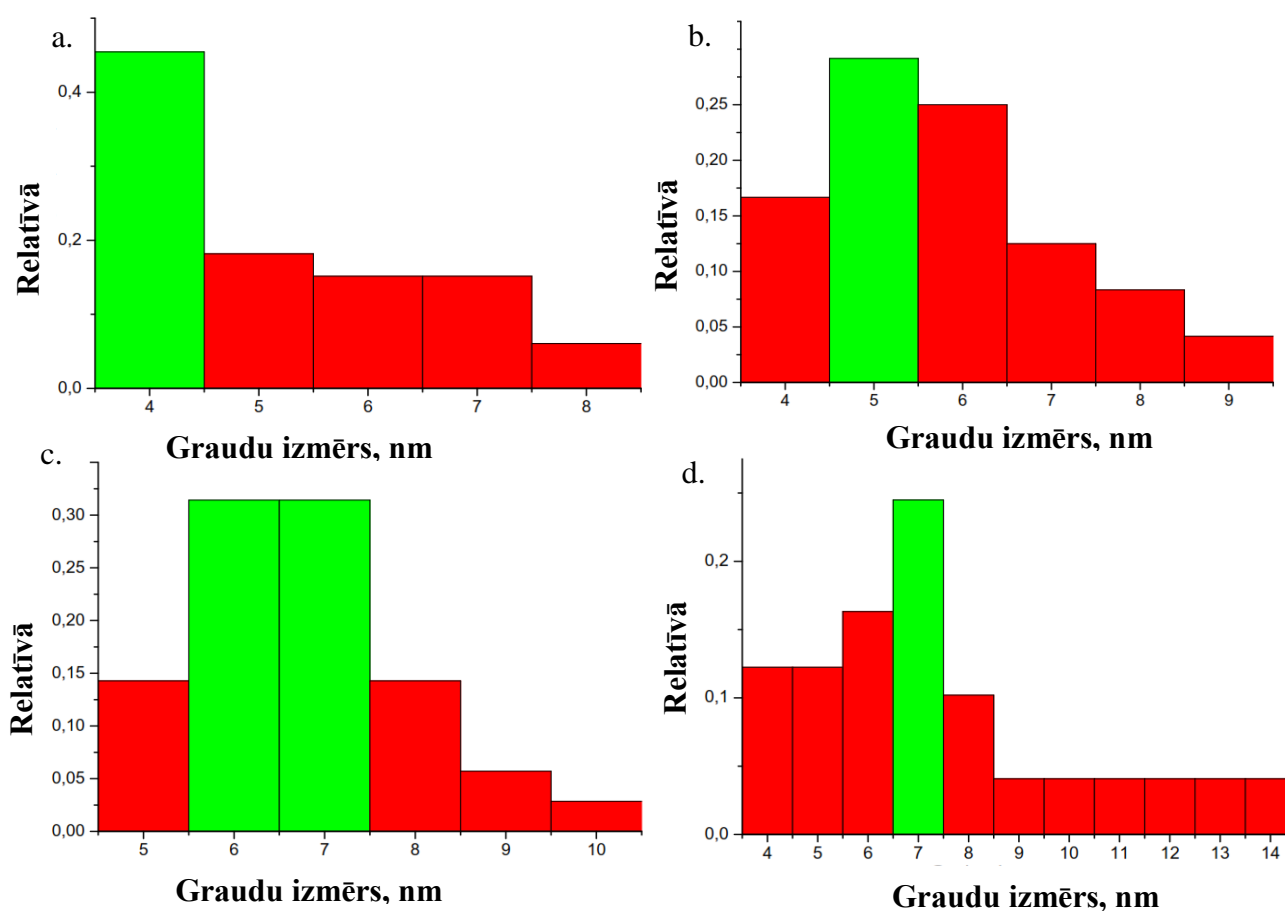 a.
Relatīvā
0,4
0,2
0,0
4 5 6 7 8
Graudu izmērs, nm
b.
Relatīvā
0,25
0,20
0,15
0,10
0,05
0,00
4 5 6 7 8 9
Graudu izmērs, nm
c.
Relatīvā
0,30
0,25
0,20
0,15
0,10
0,05
0,00
5 6 7 8 9 10
Graudu izmērs, nm
d.
Relatīvā
0,2
0,1
0,0
4 5 6 7 8 9 10 11 12 13 14
Graudu izmērs, nm